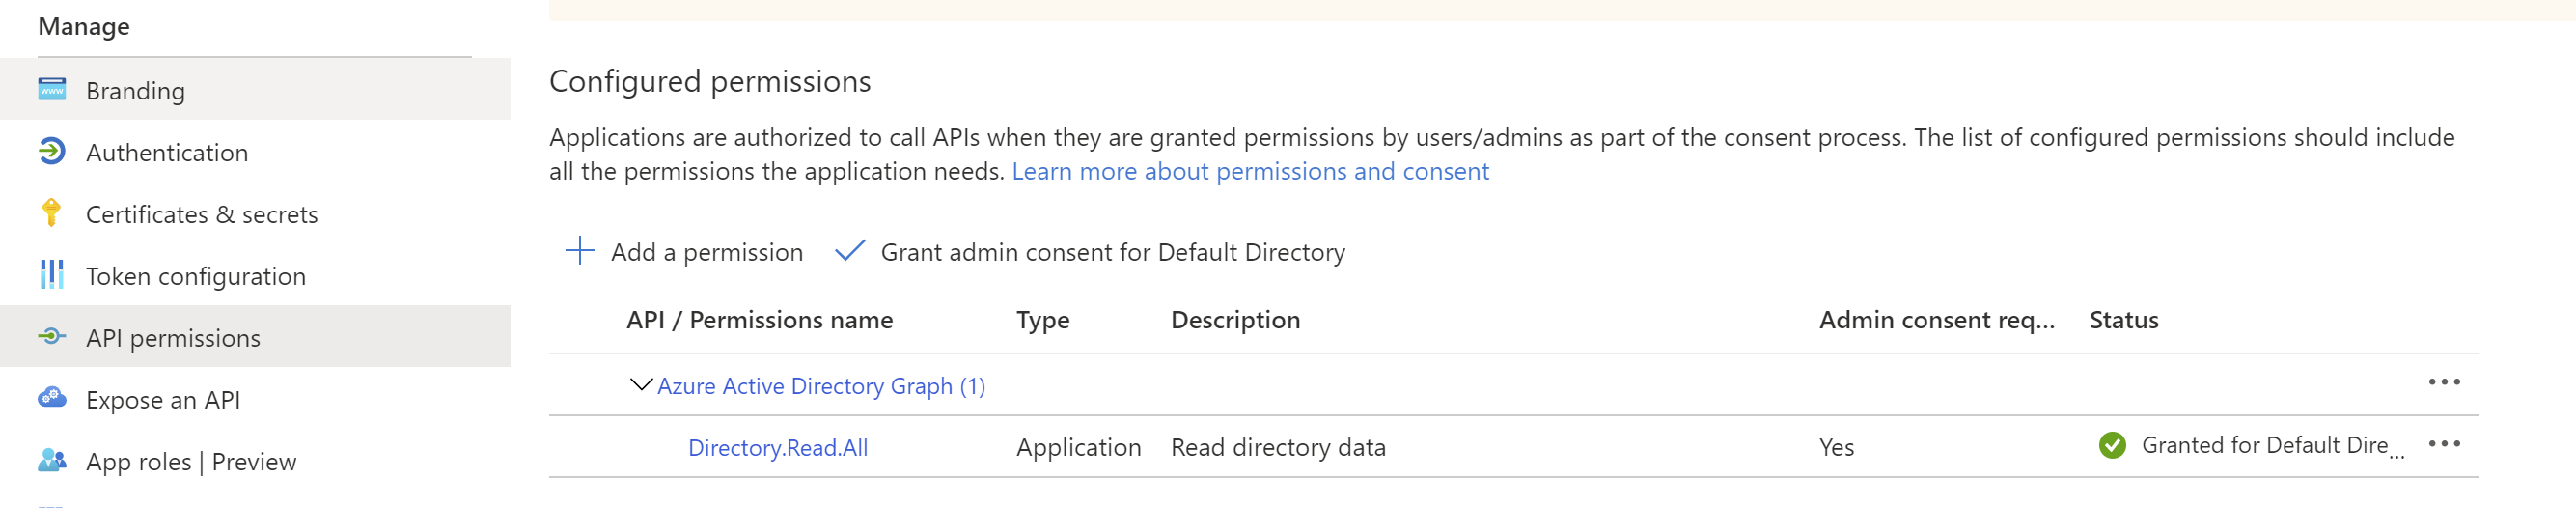 Manage
www
Branding
Authentication
Certificates & secrets
Token configuration
API permissions
Expose an API
App roles | Preview
Configured permissions
Applications are authorized to call APIs when they are granted permissions by users/admins as part of the consent process. The list of configured permissions should include
all the permissions the application needs. Learn more about permissions and consent
Add a permission Grant admin consent for Default Directory
API / Permissions name Type Description Admin consent req... Status
Azure Active Directory Graph (1)
Directory.Read.All Application Read directory data Yes Granted for Default Dire...